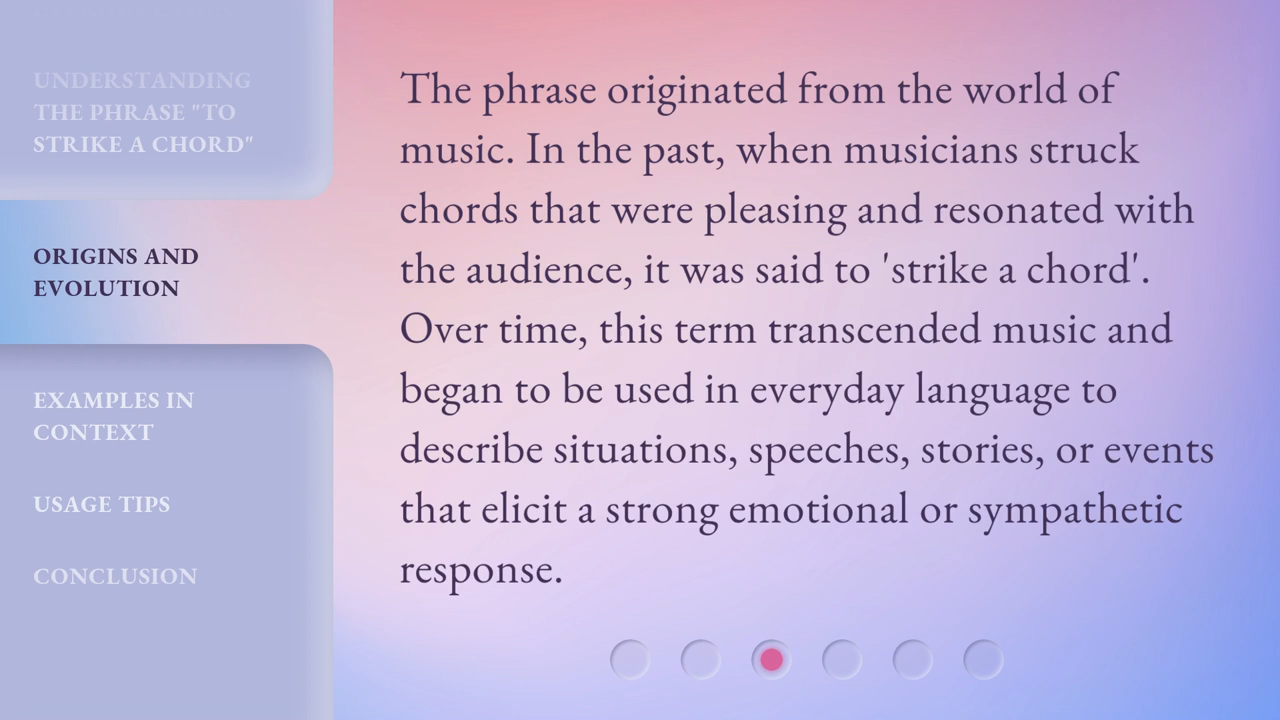 UNDERSTANDING
THE PHRASE "TO
STRIKE A CHORD"
ORIGINS AND
EVOLUTION
EXAMPLES IN
CONTEXT
USAGE TIPS
CONCLUSION
The phrase originated from the world of
music. In the past, when musicians struck
chords that were pleasing and resonated with
the audience, it was said to 'strike a chord'.
Over time, this term transcended music and
began to be used in everyday language to
describe situations, speeches, stories, or events
that elicit a strong emotional or sympathetic
response.